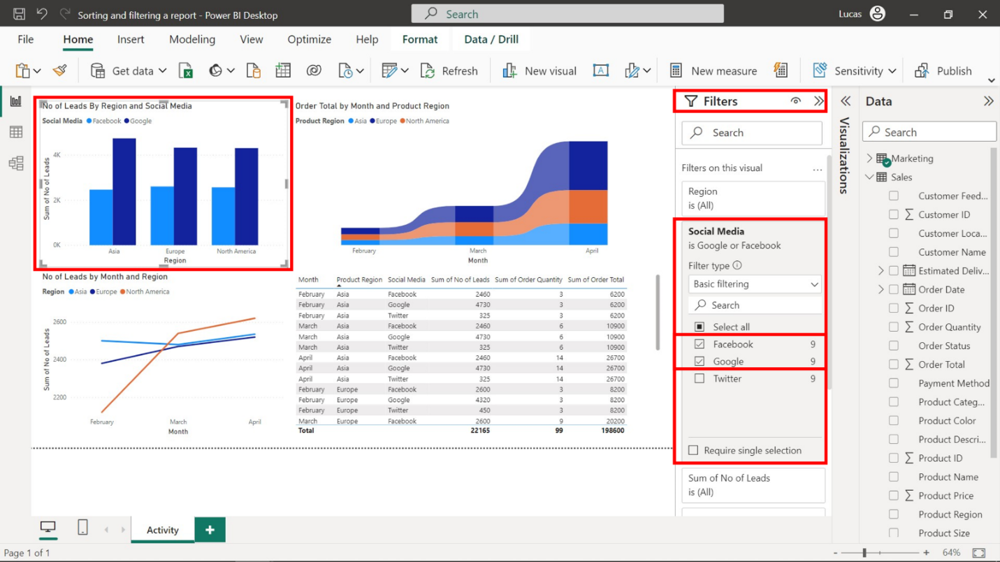 Sorting and filtering a report - Power BI Desktop
Search
Lucas
File Home Insert Modeling View Optimize Help Format Data / Drill
Get data Refresh New visual New measure Sensitivity Publish
No of Leads By Region and Social Media
Social Media Facebook Google
4K
2K
0K
Sum of No of Leads
Asia Europe North America
Region
Order Total by Month and Product Region
Product Region Asia Europe North America
February March April
Month
No of Leads by Month and Region
Region Asia Europe North America
2600
2400
2200
Sum of No of Leads
February March April
Month
Month Product Region Social Media Sum of No of Leads Sum of Order Quantity Sum of Order Total
February Asia Facebook 2460 3 6200
February Asia Google 4730 3 6200
February Asia Twitter 325 3 6200
March Asia Facebook 2460 6 10900
March Asia Google 4730 6 10900
March Asia Twitter 325 6 10900
April Asia Facebook 2460 14 26700
April Asia Google 4730 14 26700
April Asia Twitter 325 14 26700
February Europe Facebook 2600 3 8200
February Europe Google 4320 3 8200
February Europe Twitter 450 3 8200
March Europe Facebook 2600 9 20200
Total 22165 99 198600
Filters
Search
Filters on this visual ...
Region
is (All)
Social Media
is Google or Facebook
Filter type
Basic filtering
Search
Select all
Facebook 9
Google 9
Twitter 9
Require single selection
Sum of No of Leads
is (All)
Visualizations
Data
Search
Marketing
Sales
Customer Feed...
Customer ID
Customer Loca...
Customer Name
Estimated Deliv...
Order Date
Order ID
Order Quantity
Order Status
Order Total
Payment Method
Product Categ...
Product Color
Product Descri...
Product ID
Product Name
Product Price
Product Region
Product Size
Activity
Page 1 of 1
64%